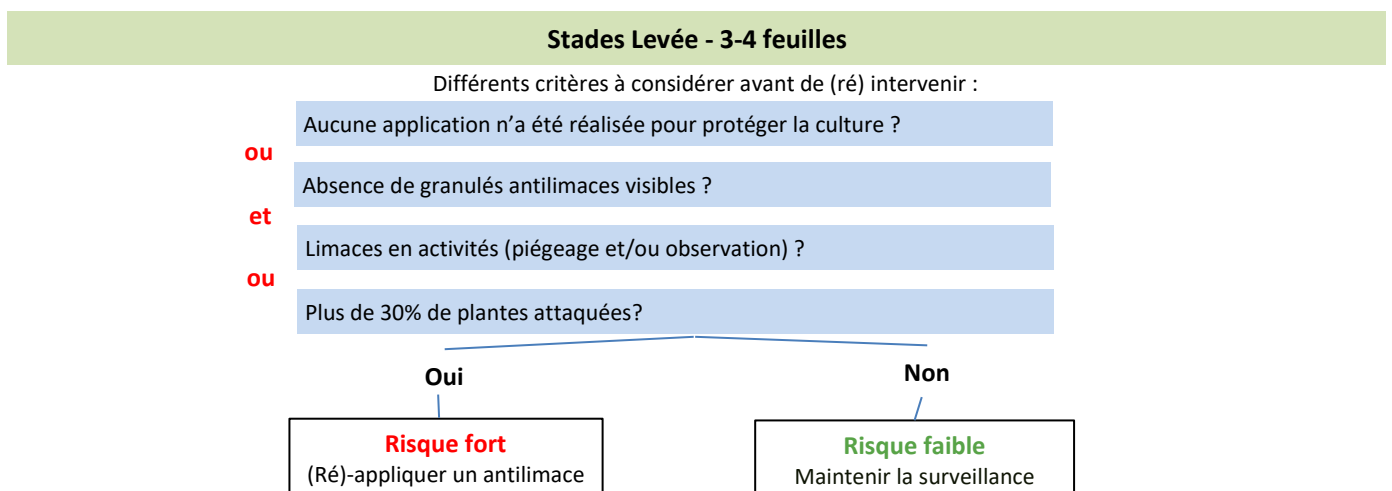 Stades Levée - 3-4 feuilles
Différents critères à considérer avant de (ré) intervenir :
Aucune application n'a été réalisée pour protéger la culture ?
ou
Absence de granulés antilimaces visibles ?
et
Limaces en activités (piégeage et/ou observation) ?
ou
Plus de 30% de plantes attaquées?
Oui
Non
Risque fort
(Ré)-appliquer un antilimace
Risque faible
Maintenir la surveillance